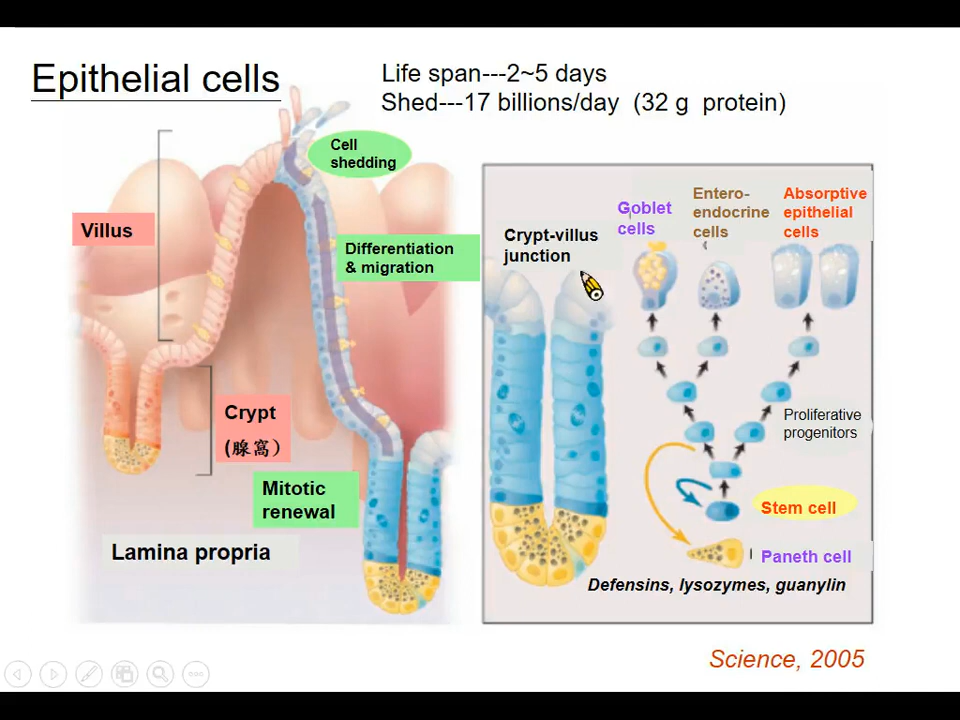 Epithelial cells
Life span---2~5 days
Shed---17 billions/day (32 g protein)
Cell
shedding
Villus
Differentiation
& migration
Crypt
(腺窩)
Mitotic
renewal
Lamina propria
Crypt-villus
junction
Goblet
cells
Entero-
endocrine
cells
Absorptive
epithelial
cells
Proliferative
progenitors
Stem cell
Paneth cell
Defensins, lysozymes, guanylin
Science, 2005